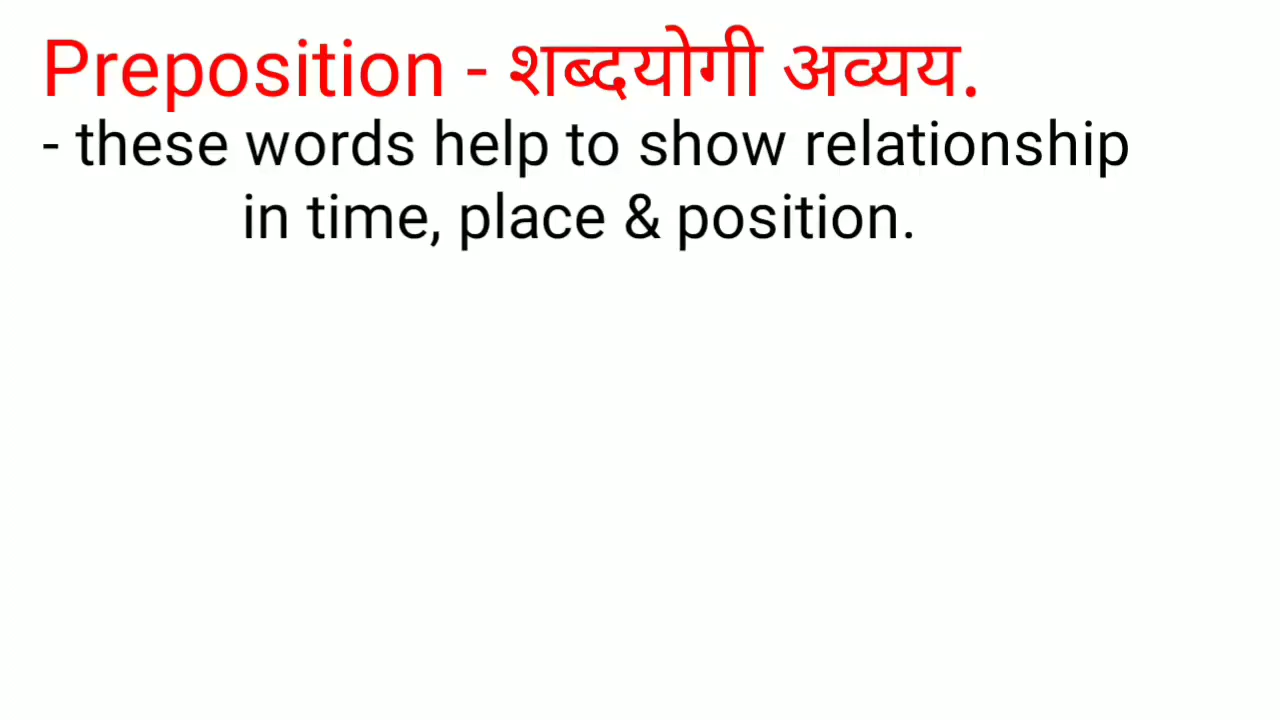 Preposition - शब्दयोगी अव्यय.
- these words help to show relationship
in time, place & position.